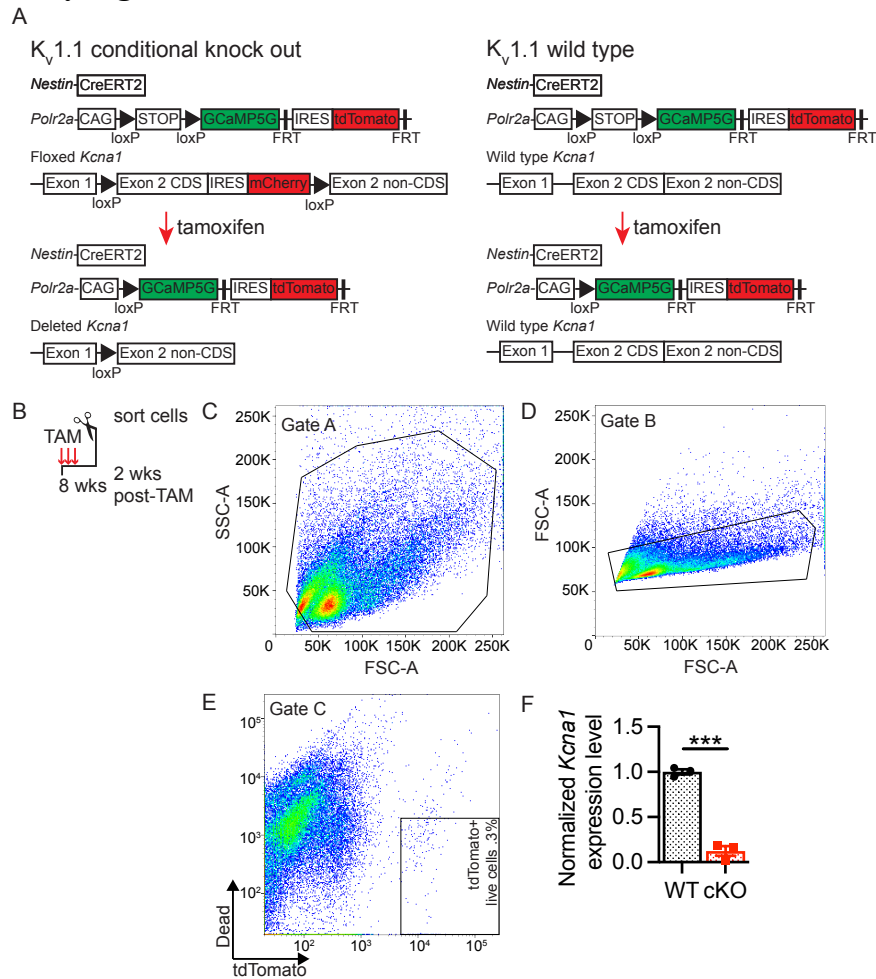 A
Kv1.1 conditional knock out
Nestin-CreERT2
Polr2a-CAG STOP GCaMP5G IRES tdTomato
loxP loxP FRT FRT
Floxed Kcna1
Exon 1 Exon 2 CDS IRES mCherry Exon 2 non-CDS
loxP loxP
tamoxifen
Nestin-CreERT2
Polr2a-CAG GCaMP5G IRES tdTomato
loxP FRT FRT
Deleted Kcna1
Exon 1 Exon 2 non-CDS
loxP
Kv1.1 wild type
Nestin-CreERT2
Polr2a-CAG STOP GCaMP5G IRES tdTomato
loxP loxP FRT FRT
Wild type Kcna1
Exon 1 Exon 2 CDS Exon 2 non-CDS
tamoxifen
Nestin-CreERT2
Polr2a-CAG GCaMP5G IRES tdTomato
loxP FRT FRT
Wild type Kcna1
Exon 1 Exon 2 CDS Exon 2 non-CDS
B
sort cells
TAM
8 wks
2 wks
post-TAM
C
Gate A
SSC-A
250K
200K
150K
100K
50K
0 50K 100K 150K 200K 250K
FSC-A
D
Gate B
FSC-A
250K
200K
150K
100K
50K
0
0 50K 100K 150K 200K 250K
FSC-A
E
Gate C
10^5
10^4
10^3
10^2
tdTomato+
live cells .3%
Dead
10^2 10^3 10^4 10^5
tdTomato
F
Normalized Kcna1
expression level
1.5
1.0
0.5
0.0
***
WT cKO